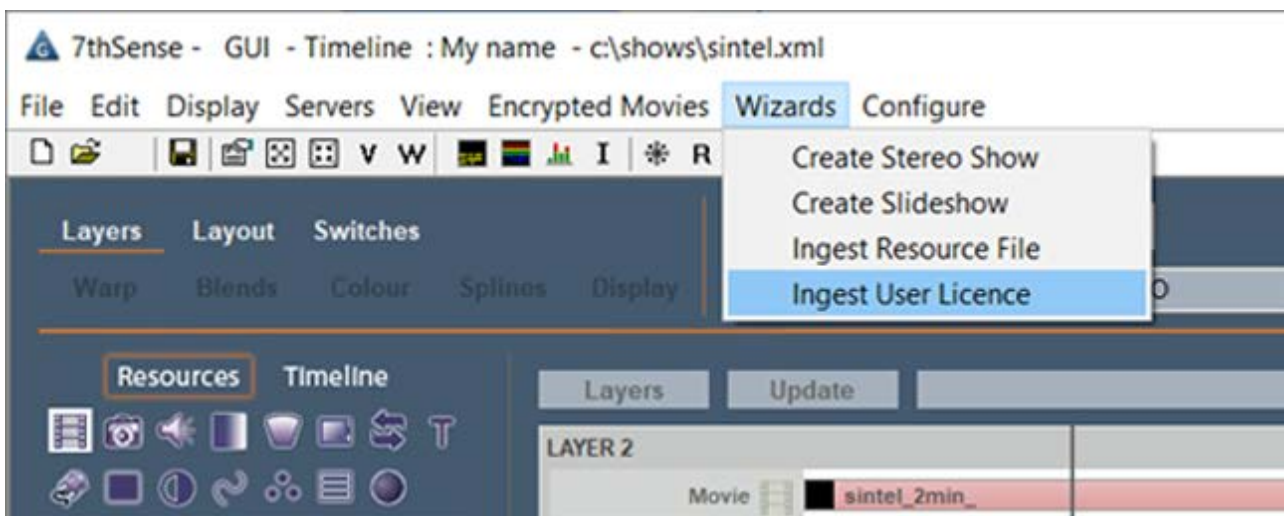 7thSense - GUI - Timeline : My name - c:\shows\sintel.xml
File Edit Display Servers View Encrypted Movies Wizards Configure
V W I R
Create Stereo Show
Create Slideshow
Ingest Resource File
Ingest User Licence
Layers Layout Switches
Warp Blends Colour Splines Display
Resources Timeline
T
Layers Update
LAYER 2
Movie sintel_2min_